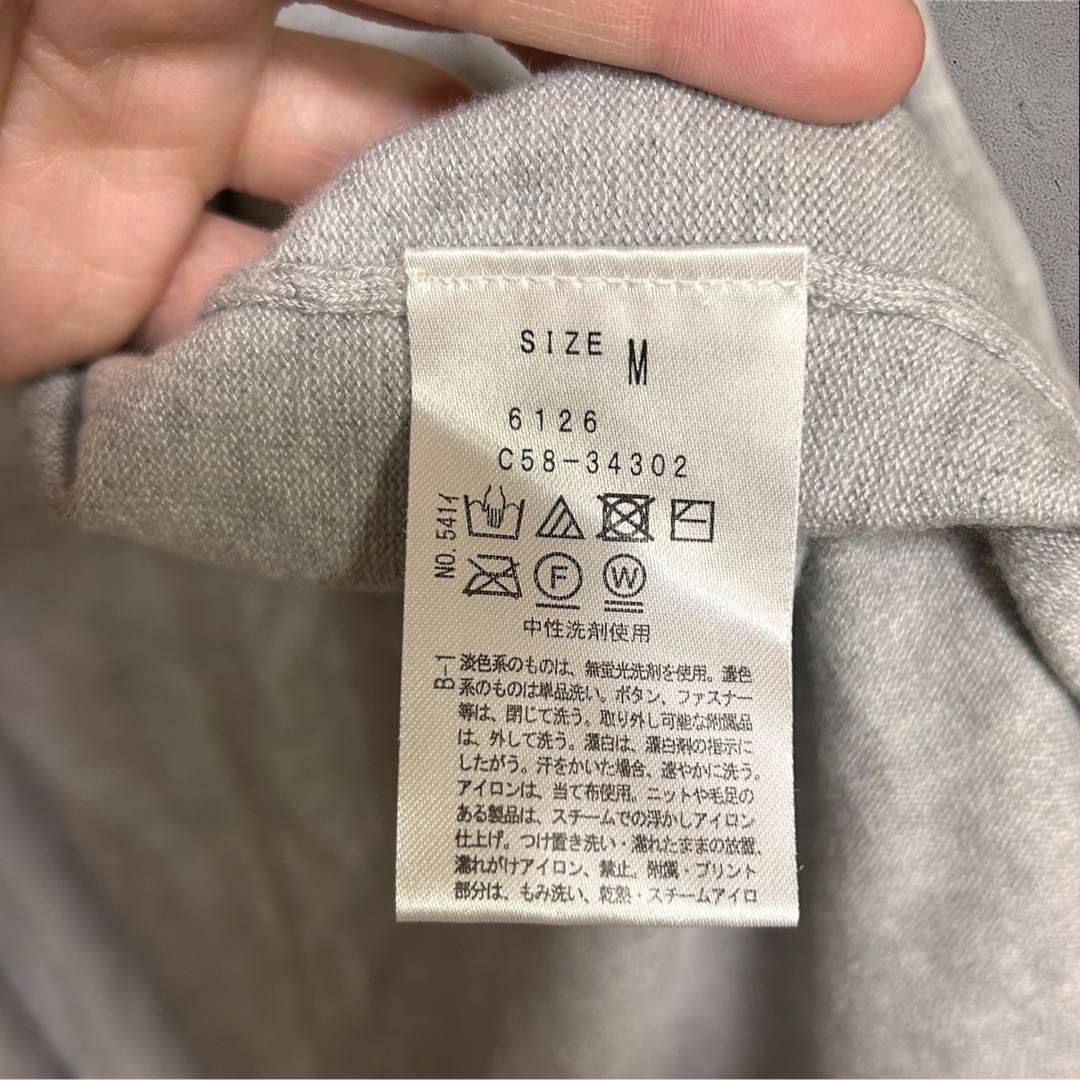 SIZE M
6126
C58-34302
NO.541イ
F W
中性洗剤使用
B-1
淡色系のものは、無蛍光洗剤を使用。濃色
系のものは単品洗い。ボタン、ファスナー
等は、閉じて洗う。取り外し可能な附属品
は、外して洗う。漂白は、漂白剤の指示に
したがう。汗をかいた場合、速やかに洗う。
アイロンは、当て布使用。ニットや毛足の
ある製品は、スチームでの浮かしアイロン
仕上げ。つけ置き洗い・濡れたままの放置、
濡れがけアイロン、禁止。附属・プリント
部分は、もみ洗い、乾熱・スチームアイロ